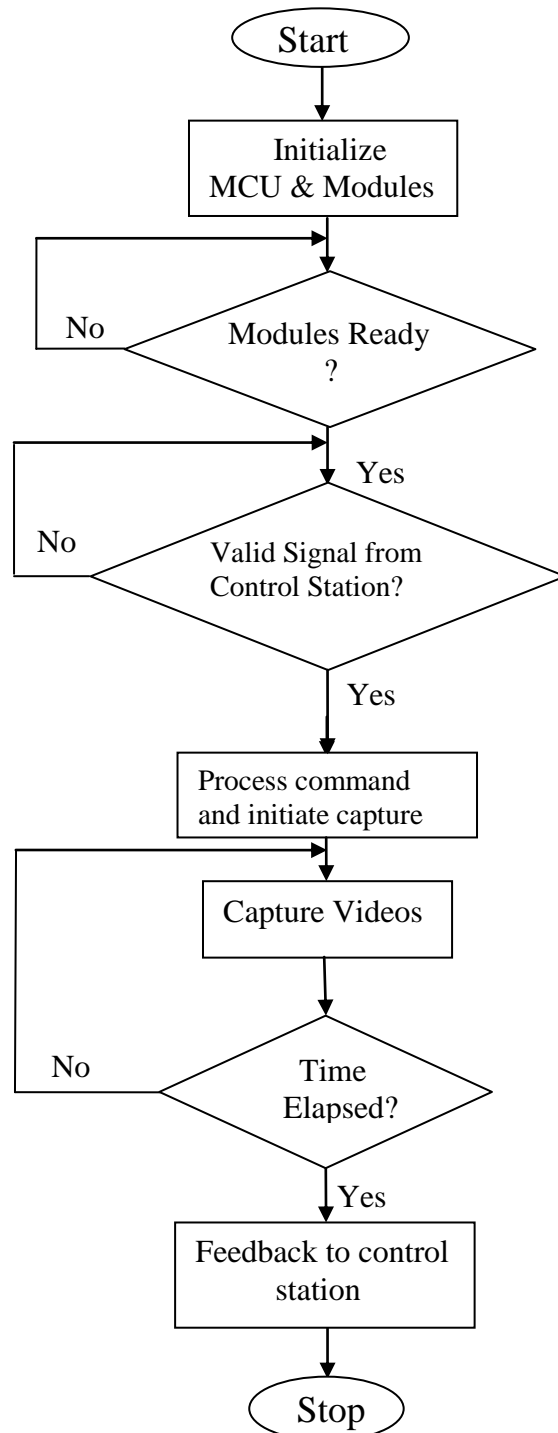 Start
Initialize
MCU & Modules
No
Modules Ready
?
Yes
No
Valid Signal from
Control Station?
Yes
Process command
and initiate capture
Capture Videos
No
Time
Elapsed?
Yes
Feedback to control
station
Stop